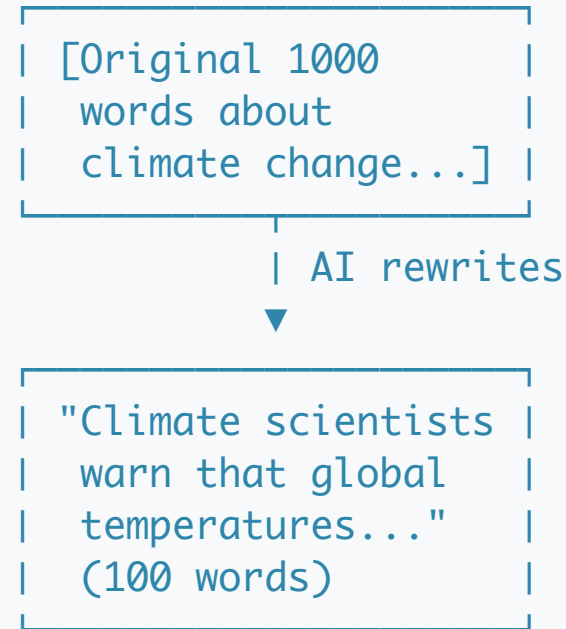 [Original 1000
words about
climate change...]
| AI rewrites
▼
"Climate scientists
warn that global
temperatures..."
(100 words)